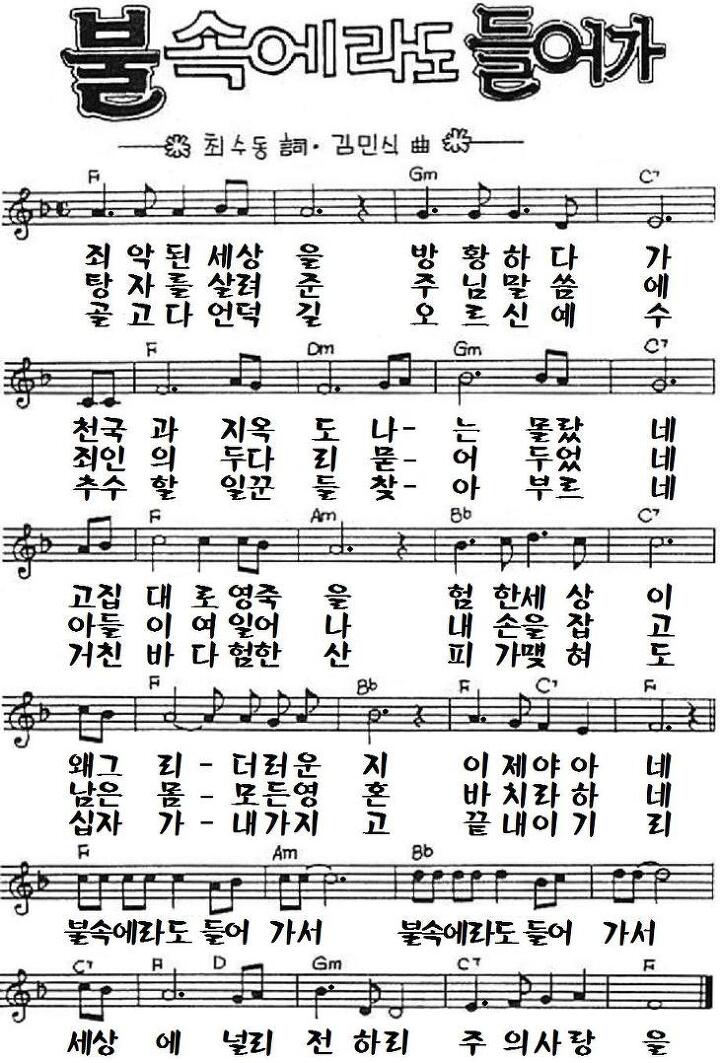 불속에라도 들어가
최수동 詞·김민식 曲
F Gm C7
죄악된세상을 방황하다가
탕자를살려준 주님말씀에
골고다언덕길 오르신예수
F Dm Gm C7
천국과 지옥도 나-는 몰랐네
죄인의 두다리 묻-어 두었네
추수할 일꾼들 찾-아 부르네
F Am Bb C7
고집대로영죽을 험한세상이
아들이여일어나 내손을잡고
거친바다험한산 피가맺혀도
F Bb F C7 F
왜그리-더러운지 이제야아네
남은몸-모든영혼 바치라하네
십자가-내가지고 끝내이기리
F Am Bb
불속에라도들어 가서 불속에라도들어 가서
C7 F D Gm C7 F
세상에 널리전하리 주의사랑을